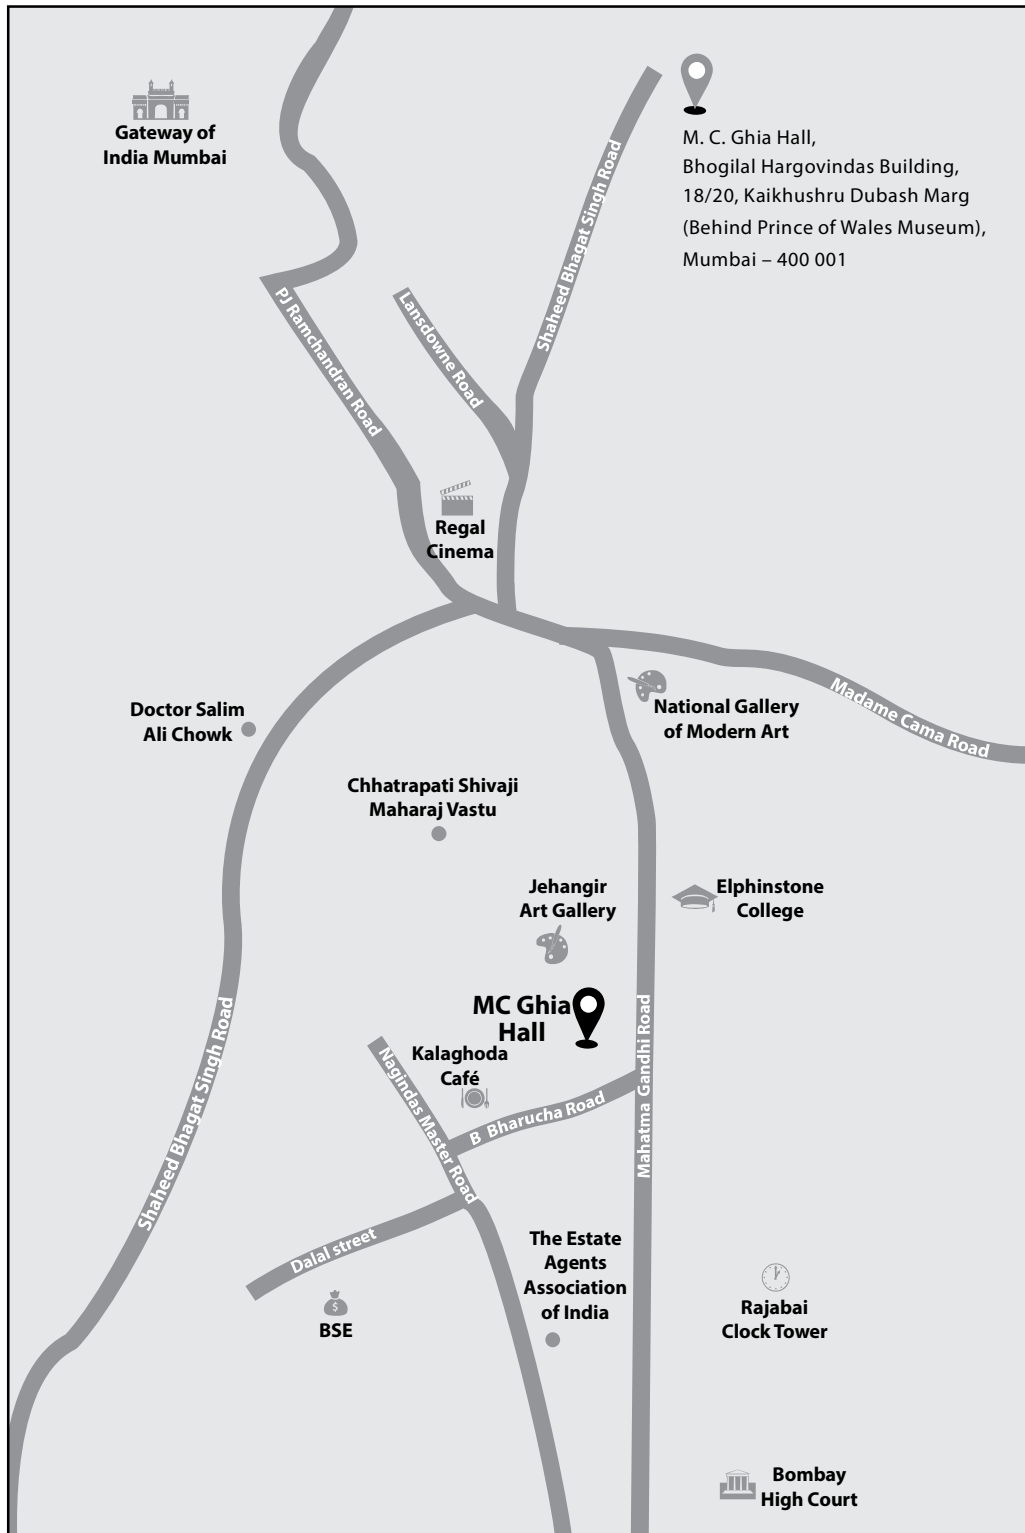 Gateway of
India Mumbai
M. C. Ghia Hall,
Bhogilal Hargovindas Building,
18/20, Kaikhushru Dubash Marg
(Behind Prince of Wales Museum),
Mumbai – 400 001
Shaheed Bhagat Singh Road
PJ Ramchandran Road
Lansdowne Road
Regal
Cinema
Madame Cama Road
National Gallery
of Modern Art
Doctor Salim
Ali Chowk
Chhatrapati Shivaji
Maharaj Vastu
Jehangir
Art Gallery
Elphinstone
College
MC Ghia
Hall
Shaheed Bhagat Singh Road
Mahatma Gandhi Road
Kalaghoda
Café
Nagindas Master Road
B Bharucha Road
Dalal street
$
BSE
The Estate
Agents
Association
of India
Rajabai
Clock Tower
Bombay
High Court